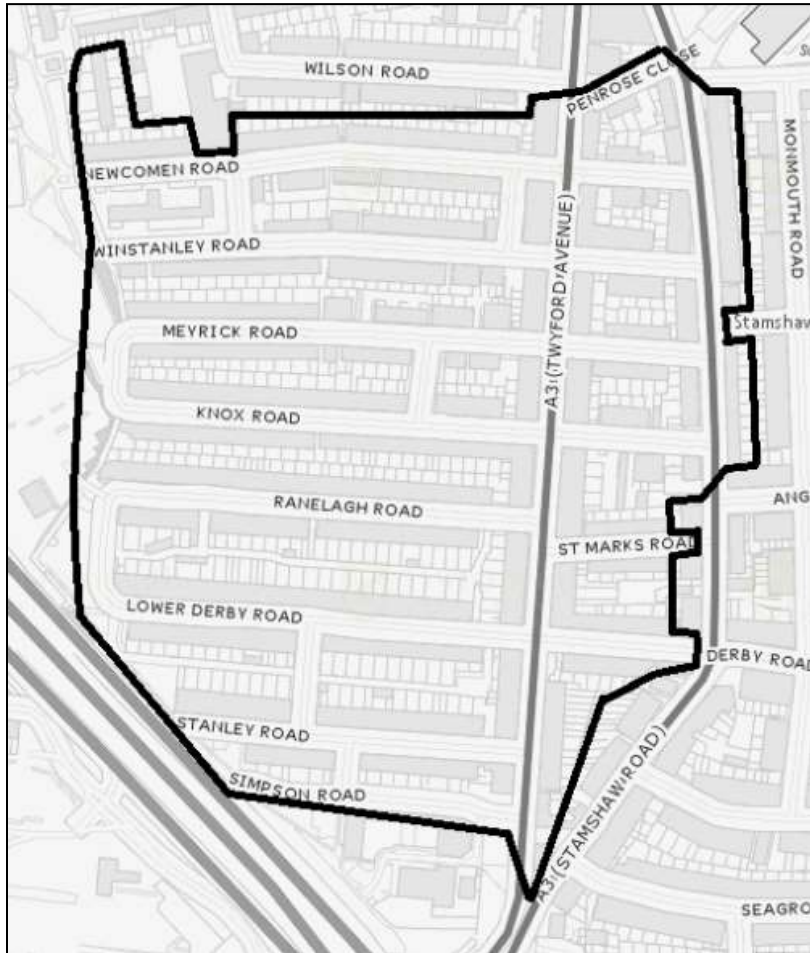 WILSON ROAD
PENROSE CLOSE
NEWCOMEN ROAD
MONMOUTH ROAD
WINSTANLEY ROAD
A3 (TWYFORD AVENUE)
Stamshaw
MEYRICK ROAD
KNOX ROAD
RANELAGH ROAD
ANG
ST MARKS ROAD
LOWER DERBY ROAD
DERBY ROAD
STANLEY ROAD
SIMPSON ROAD
A3 (STAMSHAW ROAD)
SEAGRO